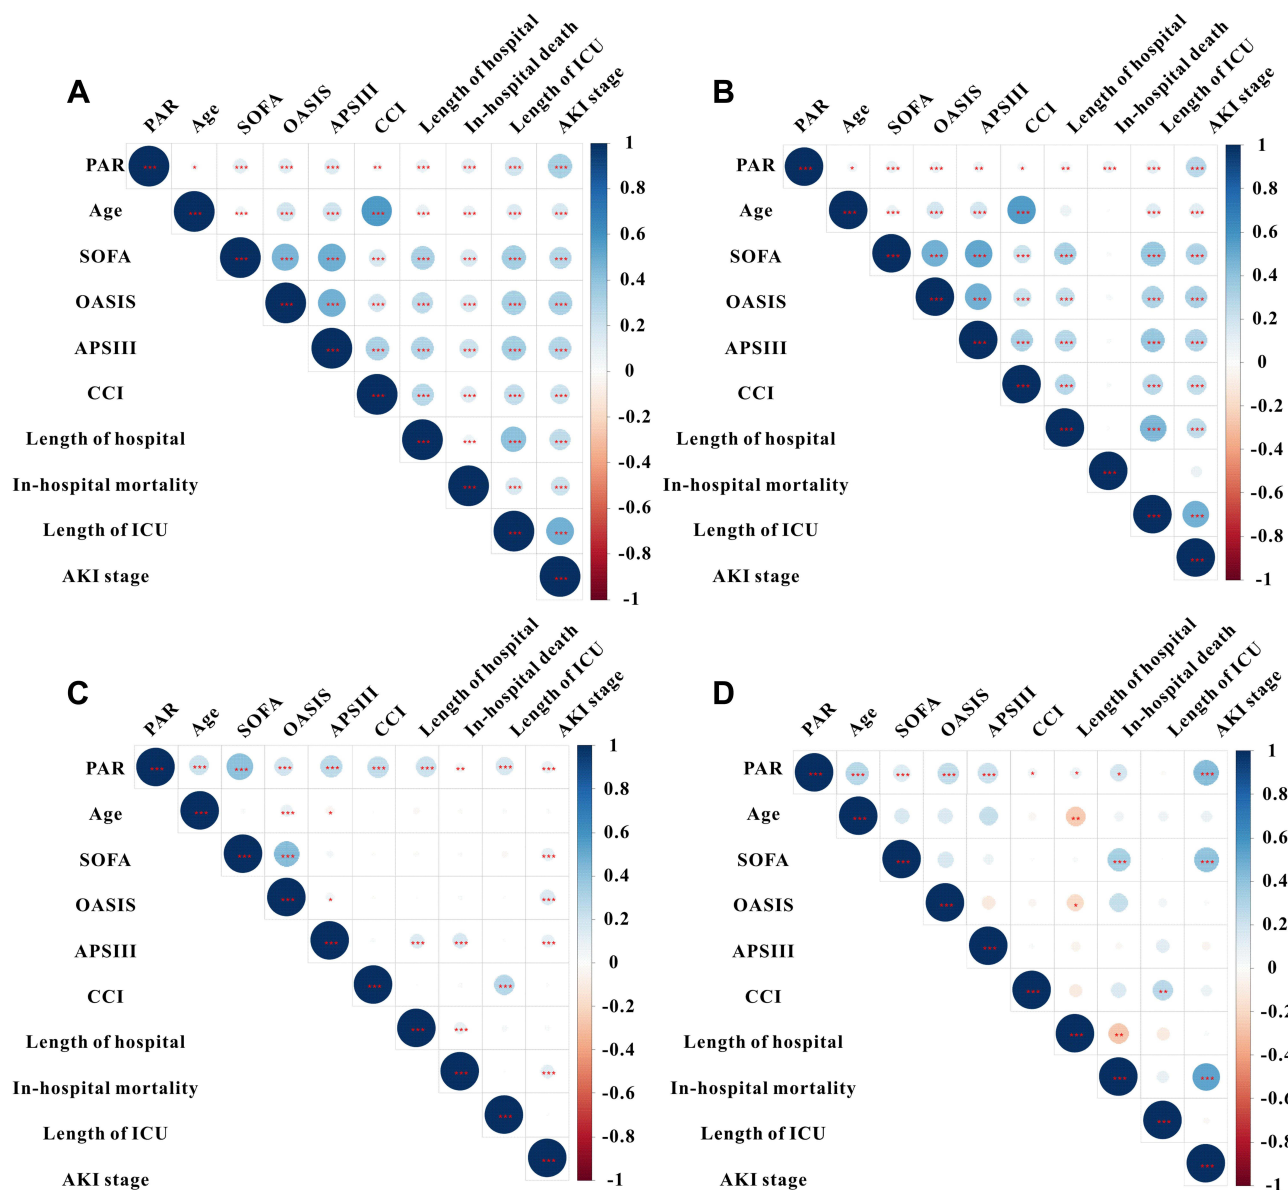 A
PAR
Age
SOFA
OASIS
APSIII
CCI
Length of hospital
In-hospital death
Length of ICU
AKI stage
PAR
*** * *** *** *** ** *** *** *** ***
Age
*** *** *** *** *** *** *** *** ***
SOFA
*** *** *** *** *** *** *** ***
OASIS
*** *** *** *** *** *** ***
APSIII
*** *** *** *** *** ***
CCI
*** *** *** *** ***
Length of hospital
*** *** *** ***
In-hospital mortality
*** *** ***
Length of ICU
*** ***
AKI stage
***
1
0.8
0.6
0.4
0.2
0
-0.2
-0.4
-0.6
-0.8
-1
B
PAR
Age
SOFA
OASIS
APSIII
CCI
Length of hospital
In-hospital death
Length of ICU
AKI stage
PAR
*** * *** *** ** * ** *** *** ***
Age
*** *** *** *** *** *** ***
SOFA
*** *** *** *** *** *** ***
OASIS
*** *** *** *** *** ***
APSIII
*** *** *** *** ***
CCI
*** *** *** ***
Length of hospital
*** *** ***
In-hospital mortality
***
Length of ICU
*** ***
AKI stage
***
1
0.8
0.6
0.4
0.2
0
-0.2
-0.4
-0.6
-0.8
-1
C
PAR
Age
SOFA
OASIS
APSIII
CCI
Length of hospital
In-hospital death
Length of ICU
AKI stage
PAR
*** *** *** *** *** *** *** ** *** ***
Age
*** *** *
SOFA
*** *** ***
OASIS
*** * ***
APSIII
*** *** *** ***
CCI
*** ***
Length of hospital
*** ***
In-hospital mortality
*** ***
Length of ICU
***
AKI stage
***
1
0.8
0.6
0.4
0.2
0
-0.2
-0.4
-0.6
-0.8
-1
D
PAR
Age
SOFA
OASIS
APSIII
CCI
Length of hospital
In-hospital death
Length of ICU
AKI stage
PAR
*** *** *** *** *** * * * ***
Age
*** **
SOFA
*** *** ***
OASIS
*** *
APSIII
***
CCI
*** **
Length of hospital
*** **
In-hospital mortality
*** ***
Length of ICU
***
AKI stage
***
1
0.8
0.6
0.4
0.2
0
-0.2
-0.4
-0.6
-0.8
-1